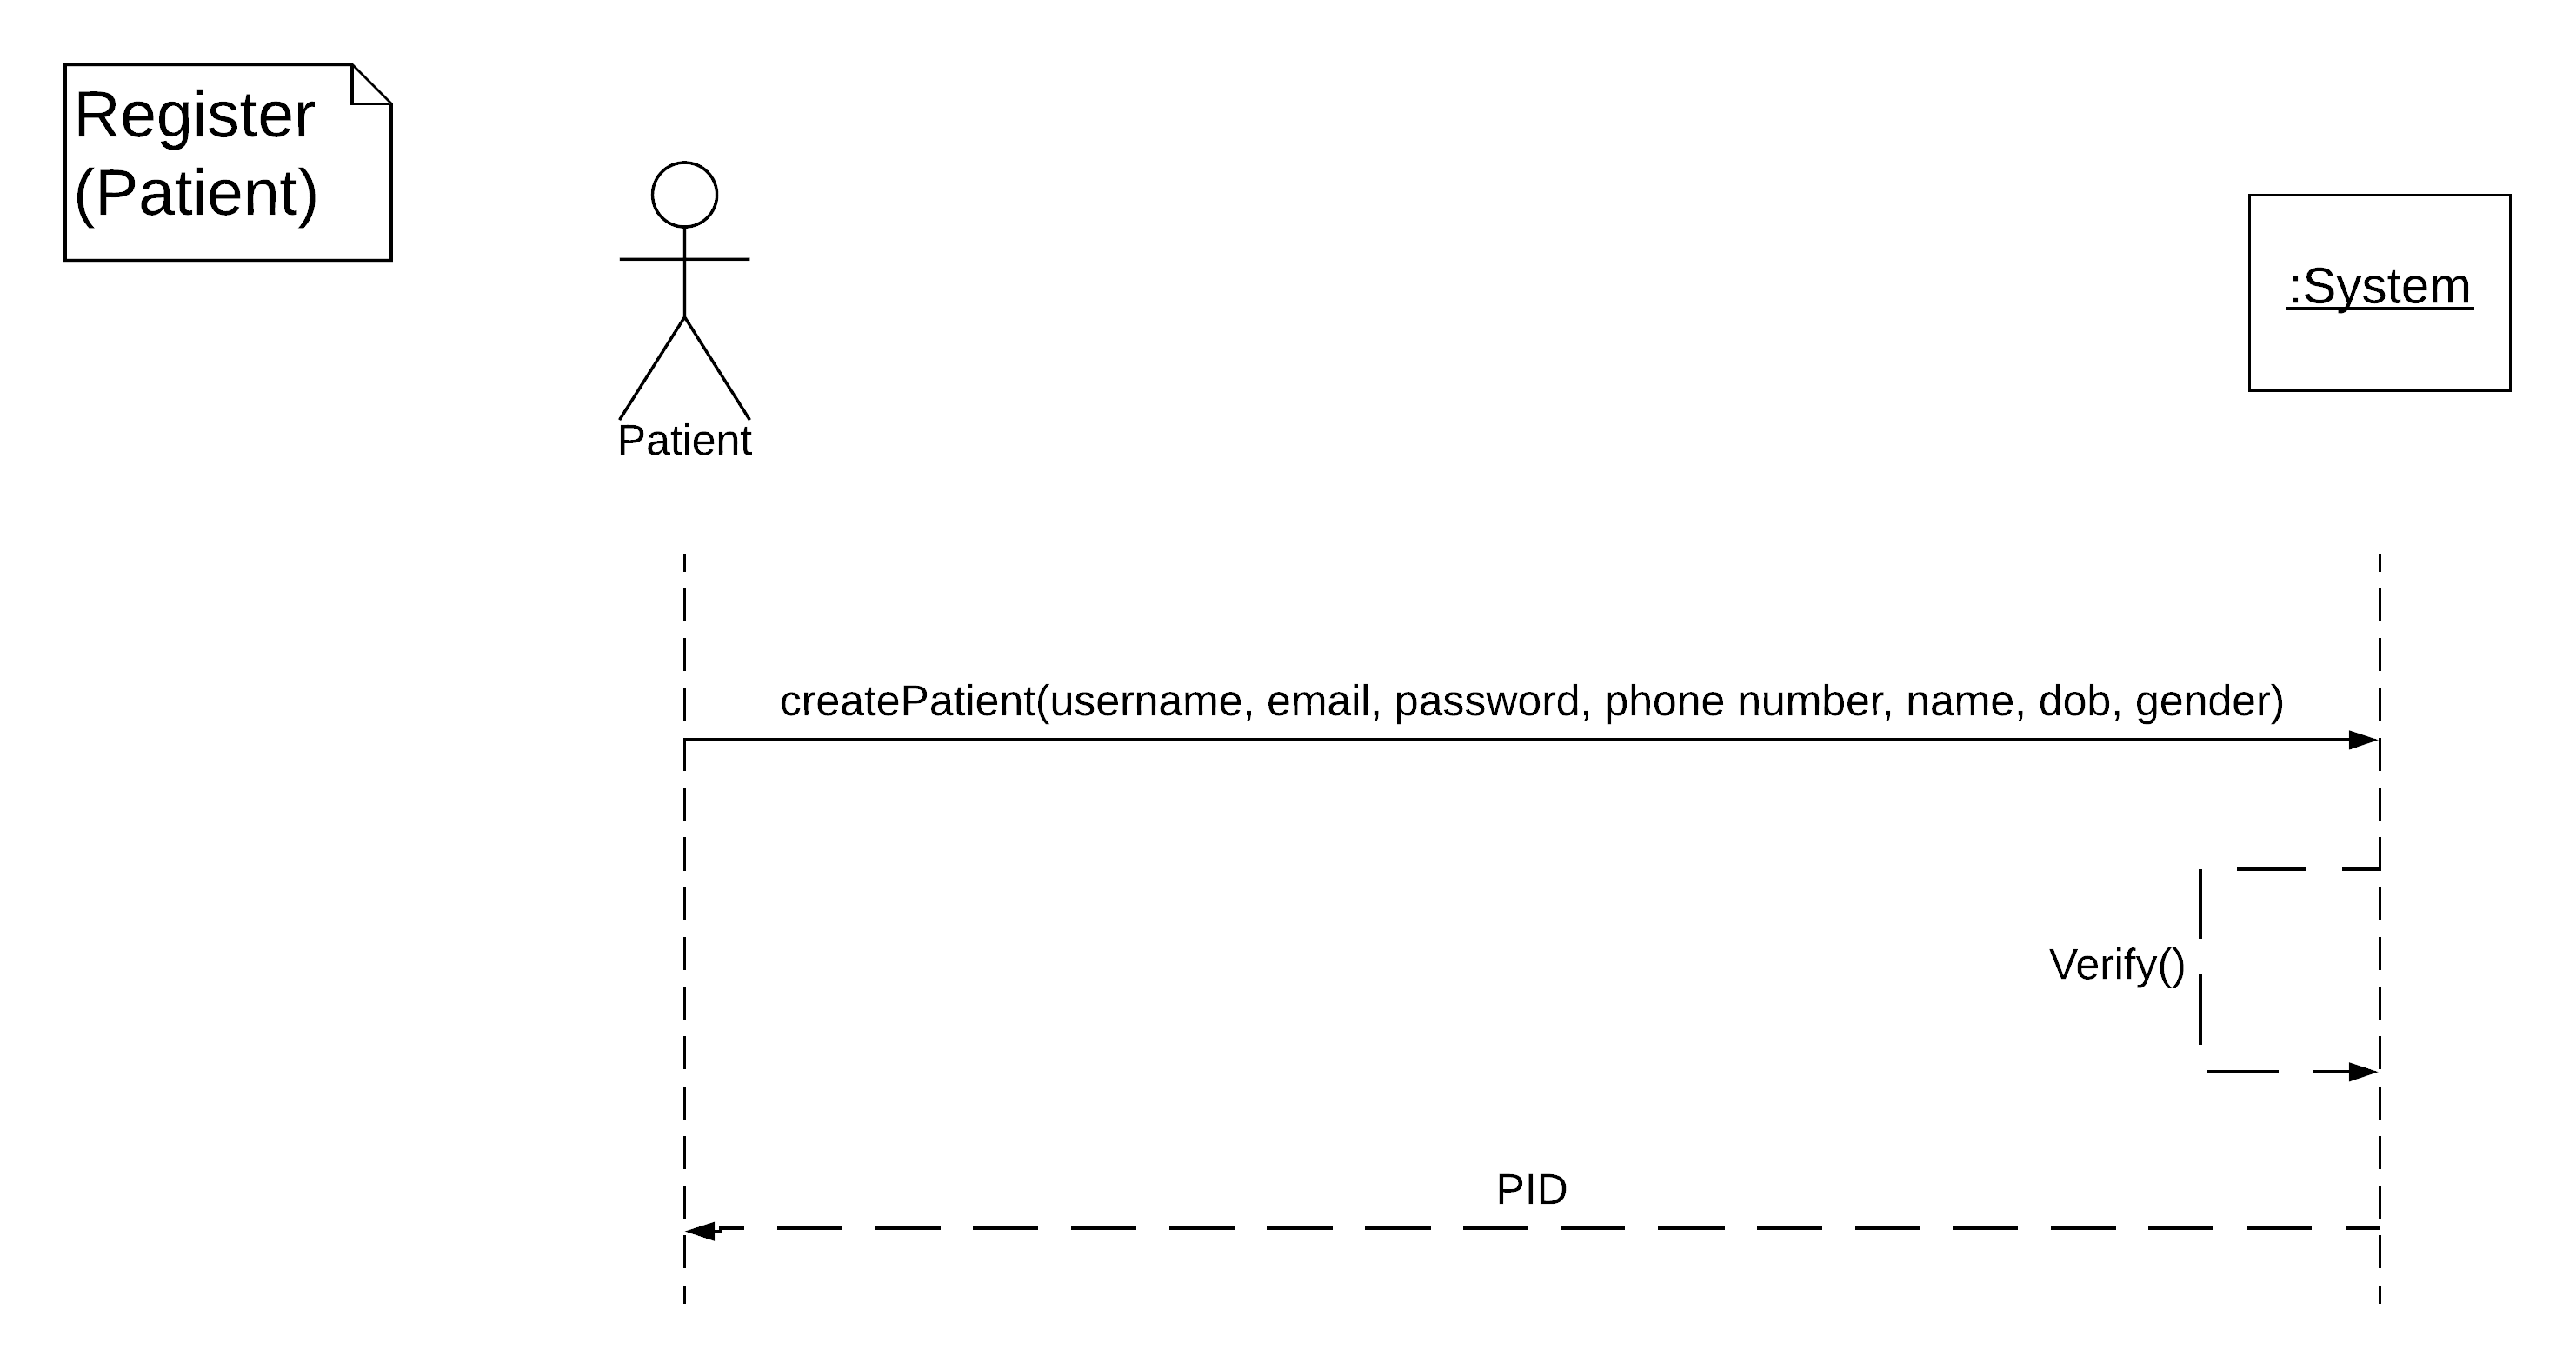 Register
(Patient)
:System
Patient
createPatient(username, email, password, phone number, name, dob, gender)
Verify()
PID